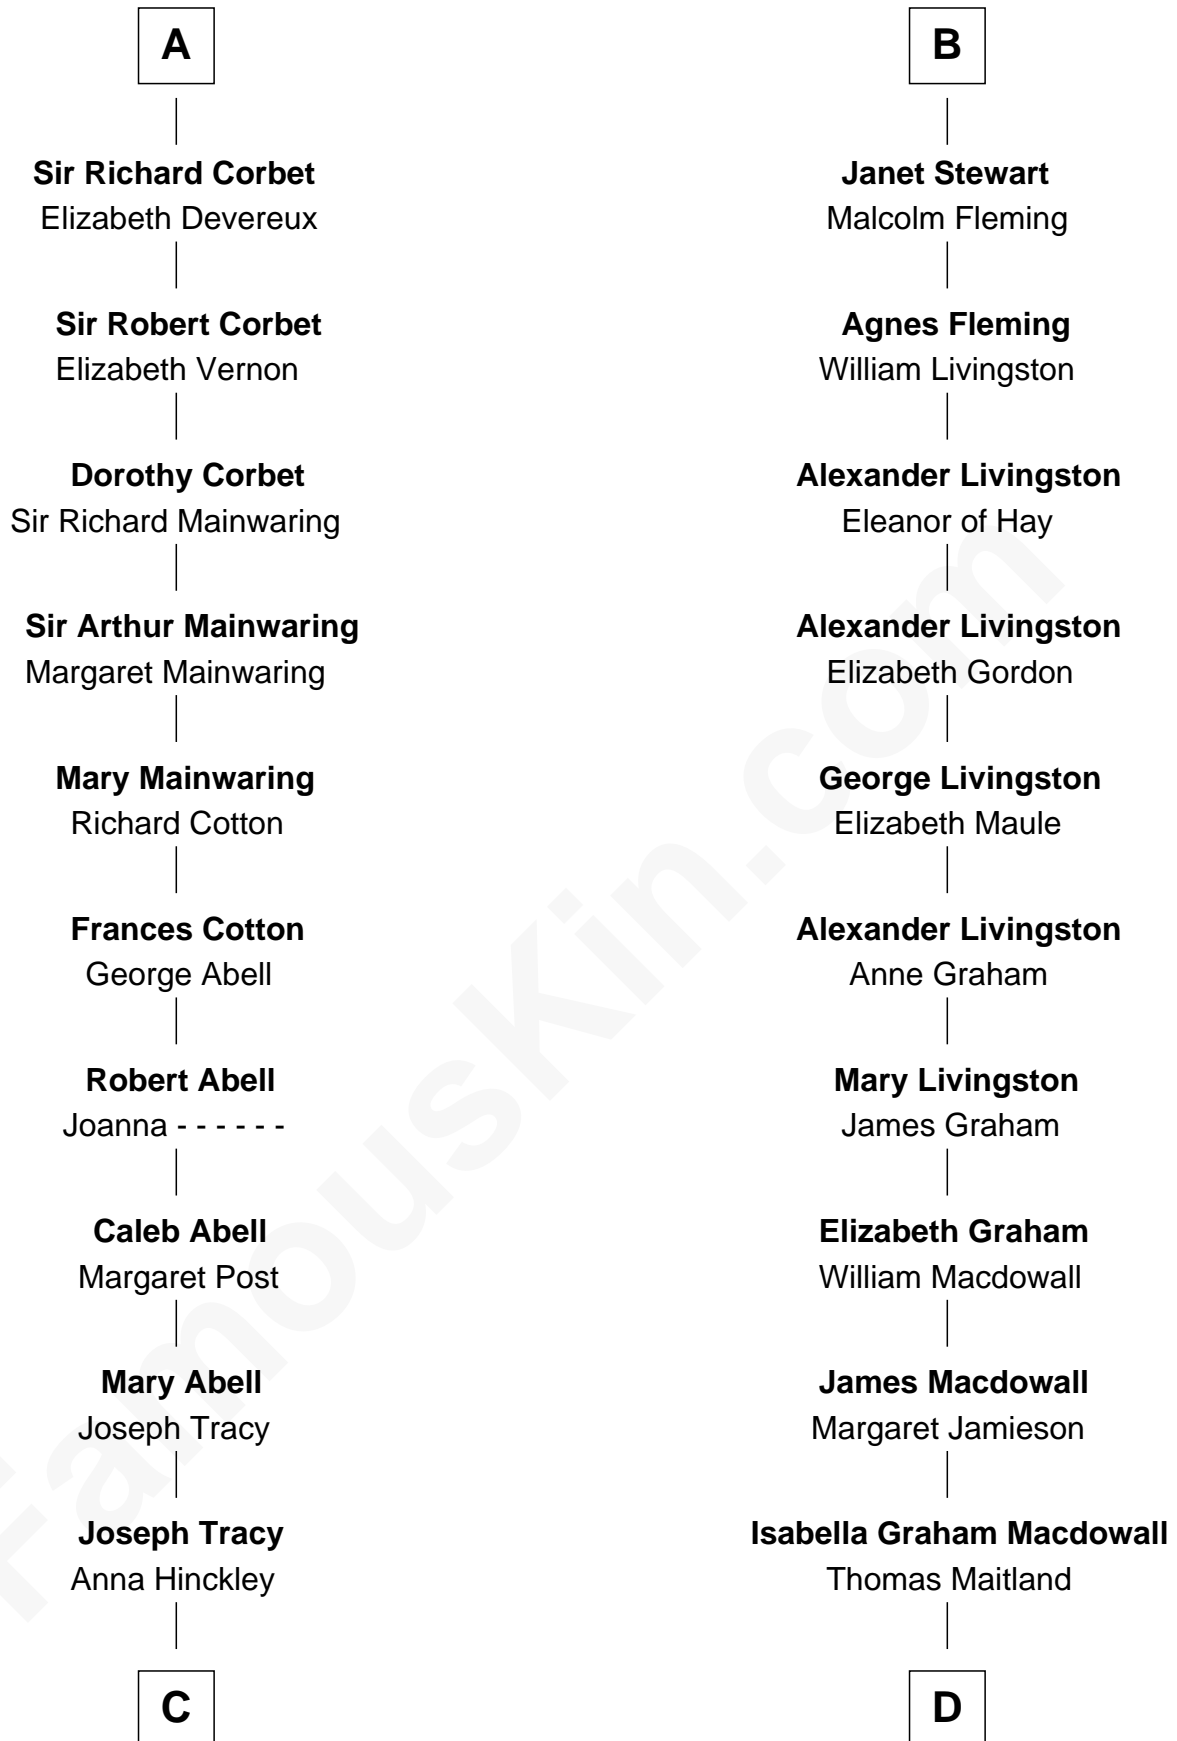 A
Sir Richard Corbet
Elizabeth Devereux
Sir Robert Corbet
Elizabeth Vernon
Dorothy Corbet
Sir Richard Mainwaring
Sir Arthur Mainwaring
Margaret Mainwaring
Mary Mainwaring
Richard Cotton
Frances Cotton
George Abell
Robert Abell
Joanna - - - - - -
Caleb Abell
Margaret Post
Mary Abell
Joseph Tracy
Joseph Tracy
Anna Hinckley
C
B
Janet Stewart
Malcolm Fleming
Agnes Fleming
William Livingston
Alexander Livingston
Eleanor of Hay
Alexander Livingston
Elizabeth Gordon
George Livingston
Elizabeth Maule
Alexander Livingston
Anne Graham
Mary Livingston
James Graham
Elizabeth Graham
William Macdowall
James Macdowall
Margaret Jamieson
Isabella Graham Macdowall
Thomas Maitland
D
FamousKin.com